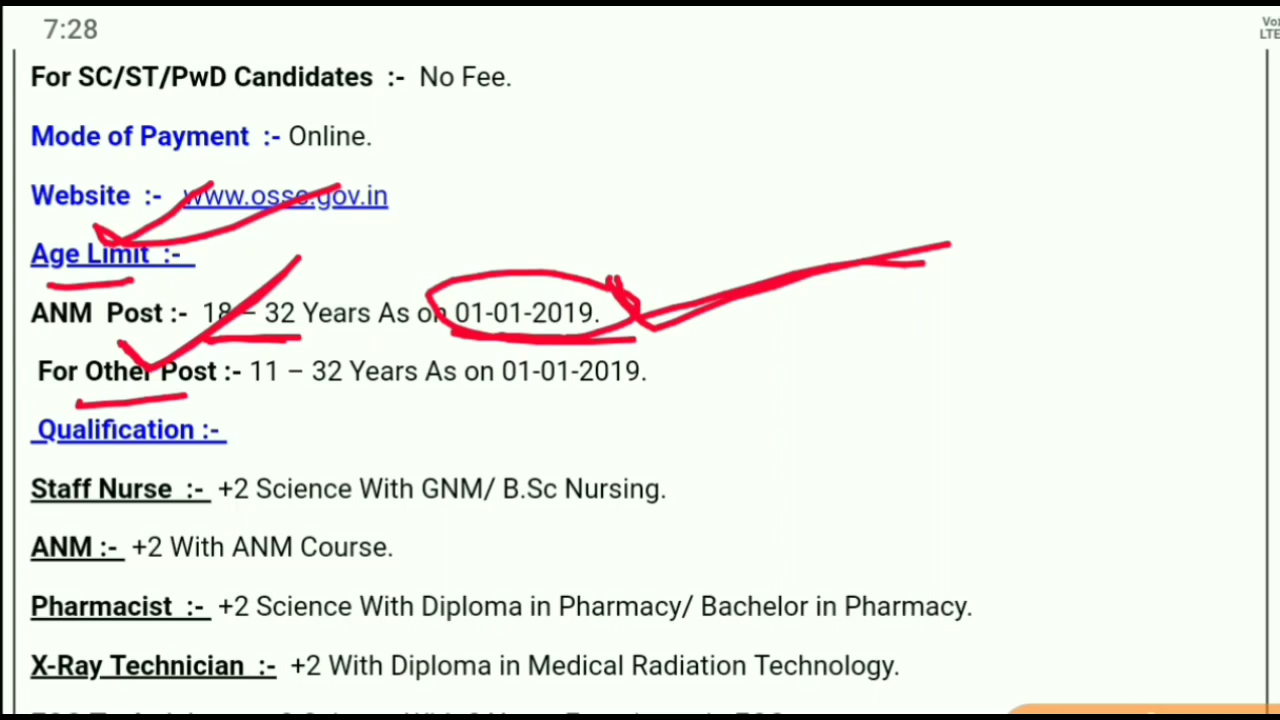 7:28
Vo
LTE
For SC/ST/PwD Candidates :- No Fee.
Mode of Payment :- Online.
Website :- www.ossc.gov.in
Age Limit :-
ANM Post :- 18 – 32 Years As on 01-01-2019.
For Other Post :- 11 – 32 Years As on 01-01-2019.
Qualification :-
Staff Nurse :- +2 Science With GNM/ B.Sc Nursing.
ANM :- +2 With ANM Course.
Pharmacist :- +2 Science With Diploma in Pharmacy/ Bachelor in Pharmacy.
X-Ray Technician :- +2 With Diploma in Medical Radiation Technology.